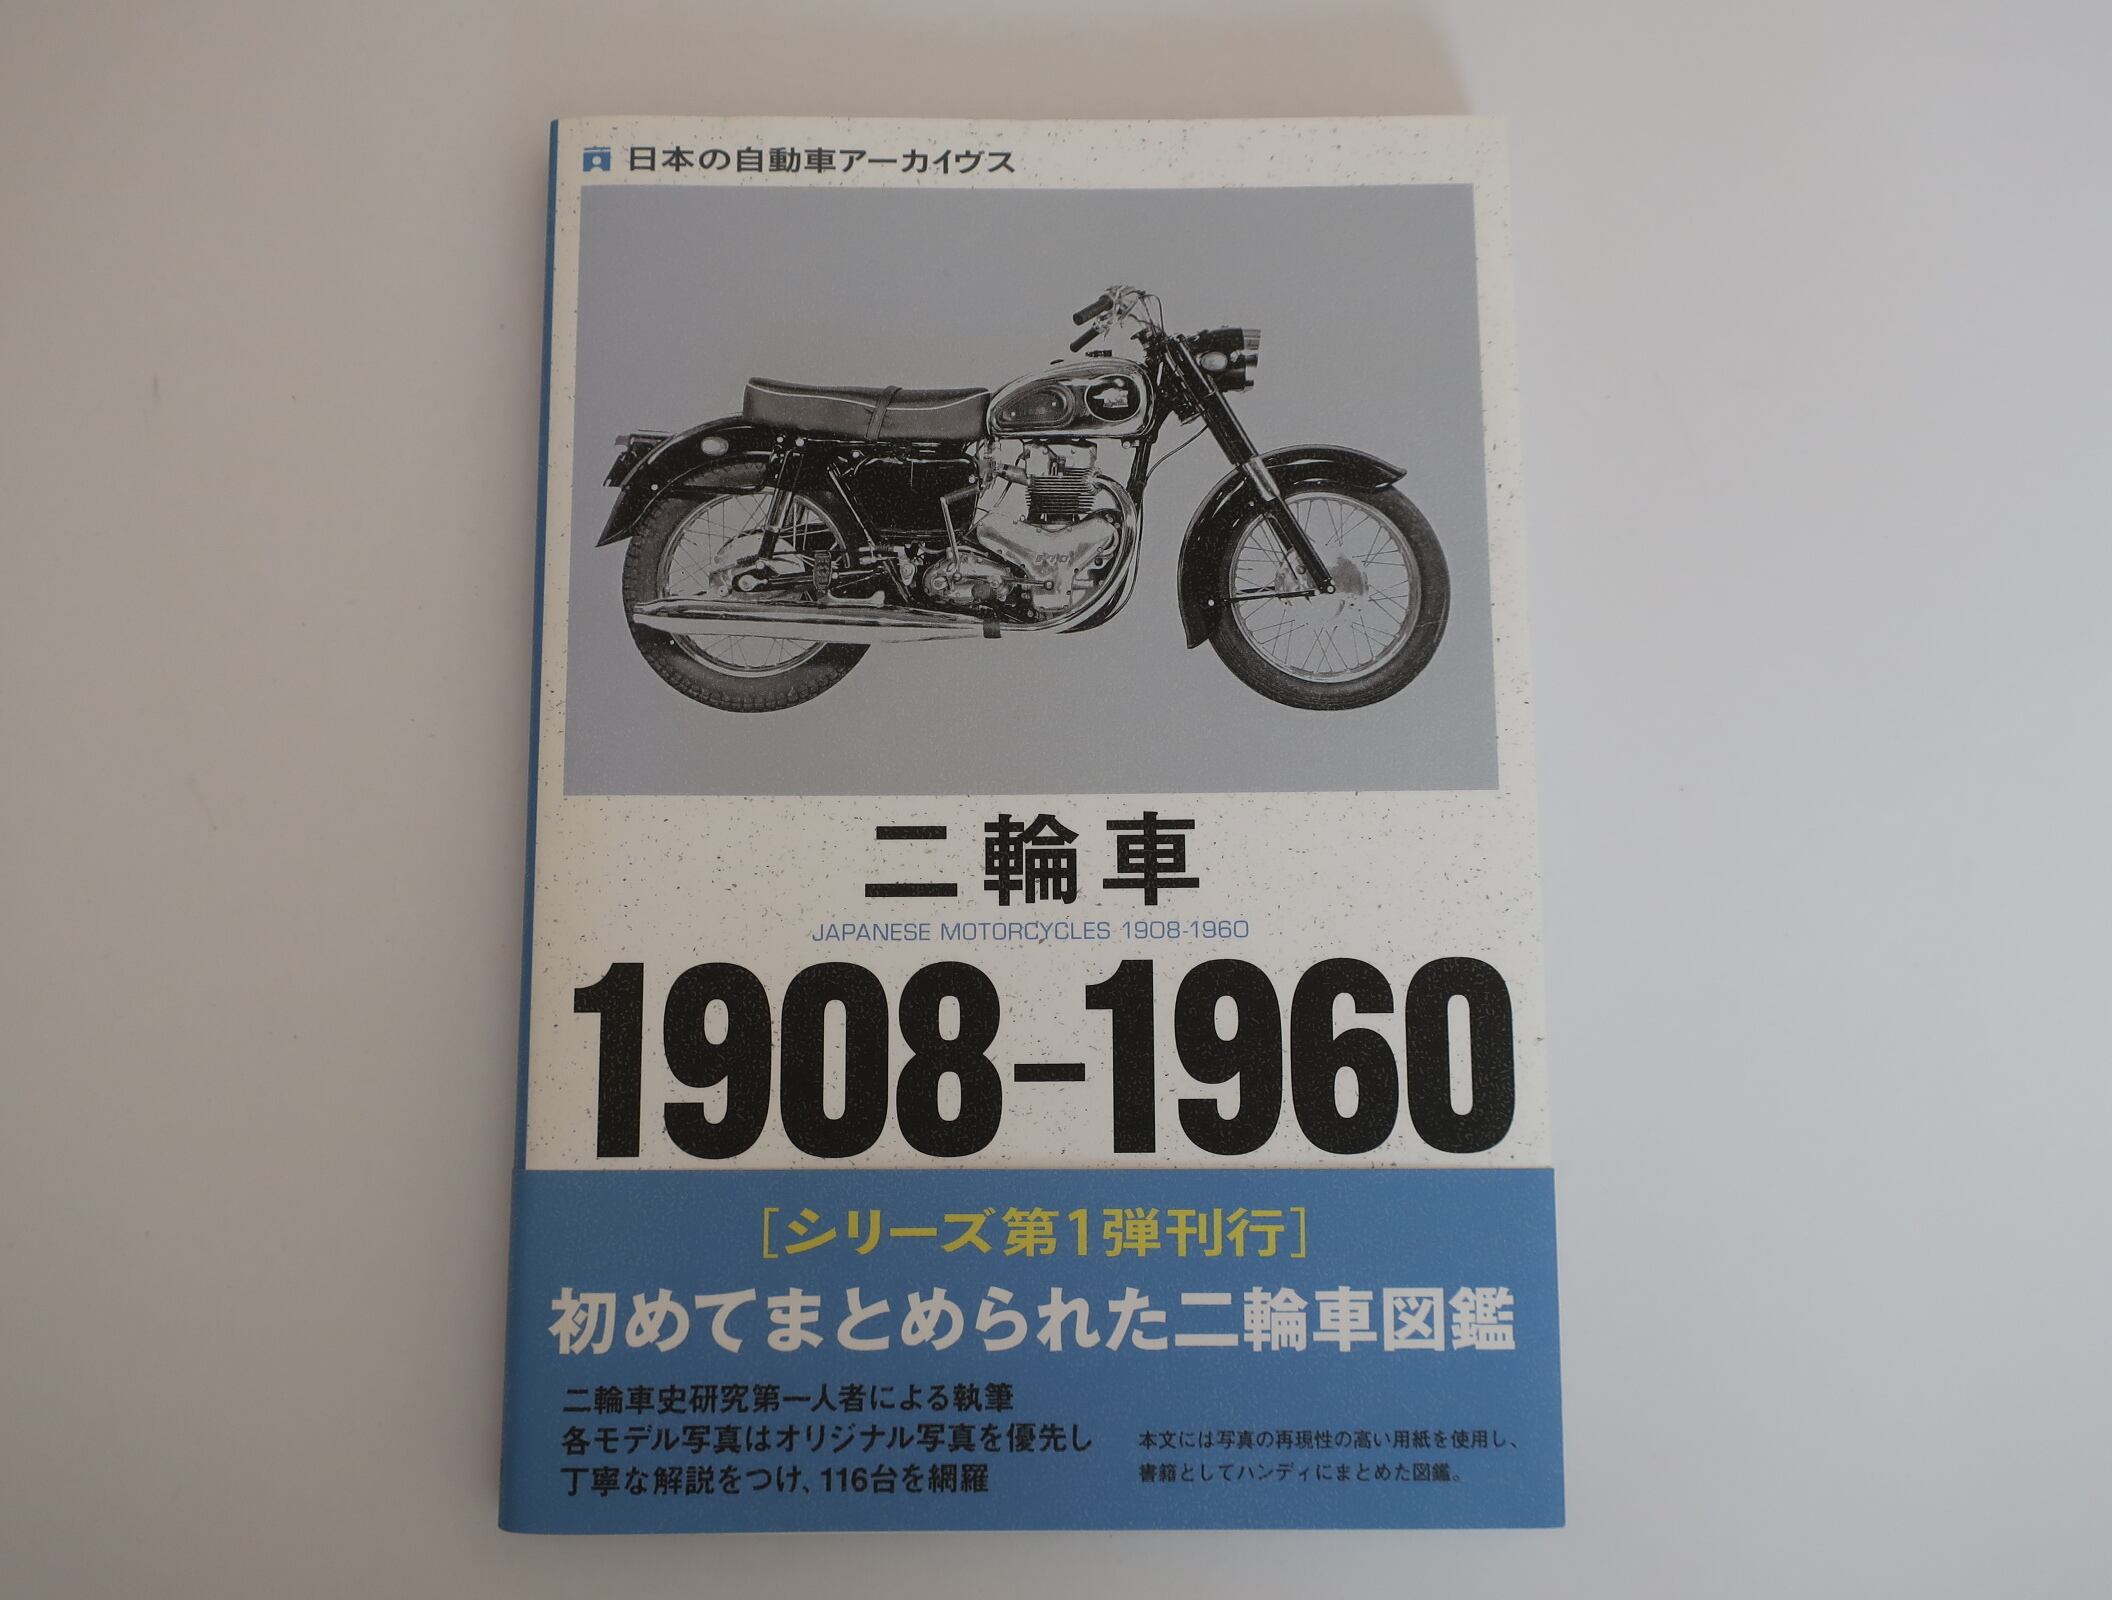 日本の自動車アーカイヴス
二輪車
JAPANESE MOTORCYCLES 1908-1960
1908-1960
[シリーズ第1弾刊行]
初めてまとめられた二輪車図鑑
二輪車史研究第一人者による執筆
各モデル写真はオリジナル写真を優先し
丁寧な解説をつけ、116台を網羅
本文には写真の再現性の高い用紙を使用し、
書籍としてハンディにまとめた図鑑。